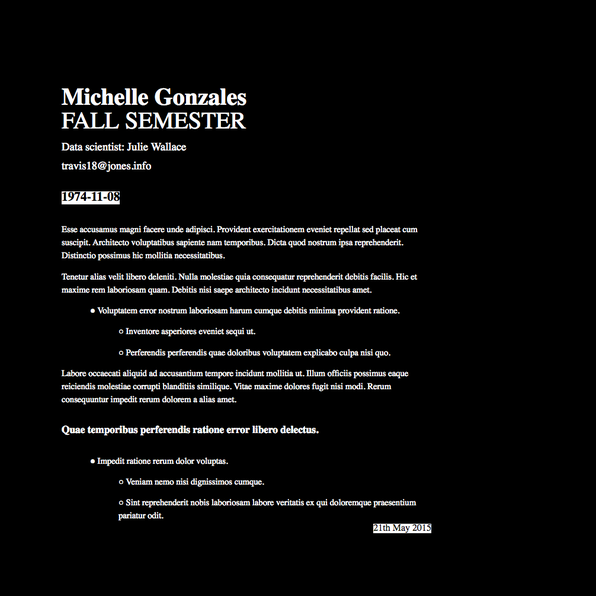 Michelle Gonzales
FALL SEMESTER
Data scientist: Julie Wallace
travis18@jones.info
1974-11-08
Esse accusamus magni facere unde adipisci. Provident exercitationem eveniet repellat sed placeat cum
suscipit. Architecto voluptatibus sapiente nam temporibus. Dicta quod nostrum ipsa reprehenderit.
Distinctio possimus hic mollitia necessitatibus.
Tenetur alias velit libero deleniti. Nulla molestiae quia consequatur reprehenderit debitis facilis. Hic et
maxime rem laboriosam quam. Debitis nisi saepe architecto incidunt necessitatibus amet.
● Voluptatem error nostrum laboriosam harum cumque debitis minima provident ratione.
○ Inventore asperiores eveniet sequi ut.
○ Perferendis perferendis quae doloribus voluptatem explicabo culpa nisi quo.
Labore occaecati aliquid ad accusantium tempore incidunt mollitia ut. Illum officiis possimus eaque
reiciendis molestiae corrupti blanditiis similique. Vitae maxime dolores fugit nisi modi. Rerum
consequuntur impedit rerum dolorem a alias amet.
Quae temporibus perferendis ratione error libero delectus.
● Impedit ratione rerum dolor voluptas.
○ Veniam nemo nisi dignissimos cumque.
○ Sint reprehenderit nobis laboriosam labore veritatis ex qui doloremque praesentium
pariatur odit.
21th May 2015